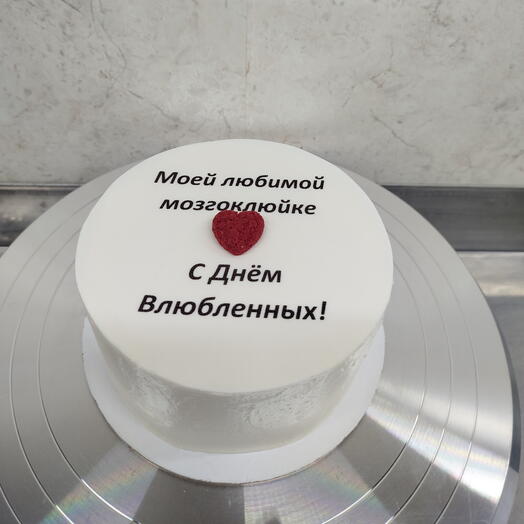 Моей любимой
мозгоклюйке
С Днём
Влюбленных!